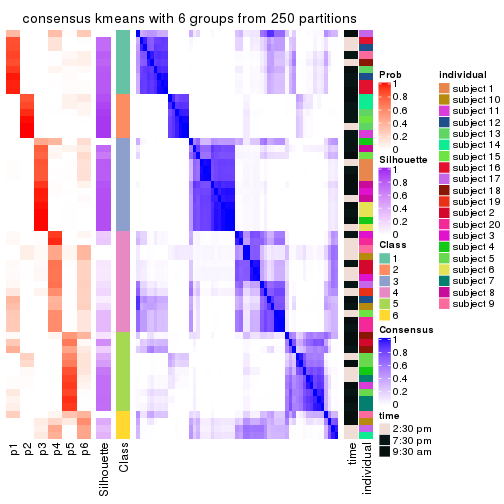 consensus kmeans with 6 groups from 250 partitions
Prob
1
0.8
0.6
0.4
0.2
0
Silhouette
1
0.8
0.6
0.4
0.2
0
Class
1
2
3
4
5
6
Consensus
1
0.8
0.6
0.4
0.2
0
time
2:30 pm
7:30 pm
9:30 am
individual
subject 1
subject 10
subject 11
subject 12
subject 13
subject 14
subject 15
subject 16
subject 17
subject 18
subject 19
subject 2
subject 20
subject 3
subject 4
subject 5
subject 6
subject 7
subject 8
subject 9
p1
p2
p3
p4
p5
p6
Silhouette
Class
time
individual